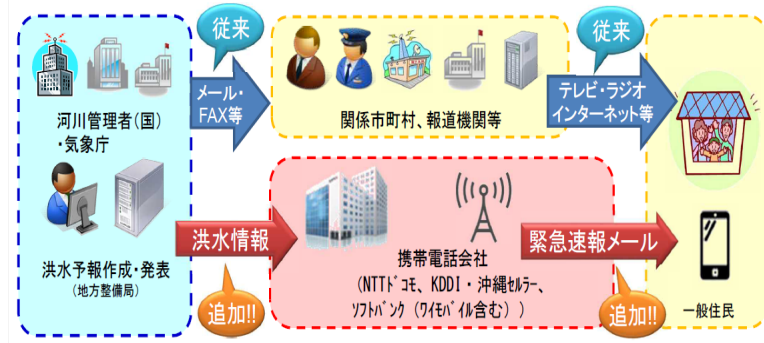 従来
従来
メール・
FAX等
テレビ・ラジオ
インターネット等
河川管理者（国）
・気象庁
関係市町村、報道機関等
洪水情報
緊急速報メール
携帯電話会社
（NTTﾄﾞｺﾓ、KDDI・沖縄ｾﾙﾗｰ、
ｿﾌﾄﾊﾞﾝｸ（ﾜｲﾓﾊﾞｲﾙ含む））
洪水予報作成・発表
（地方整備局）
追加!!
追加!!
一般住民